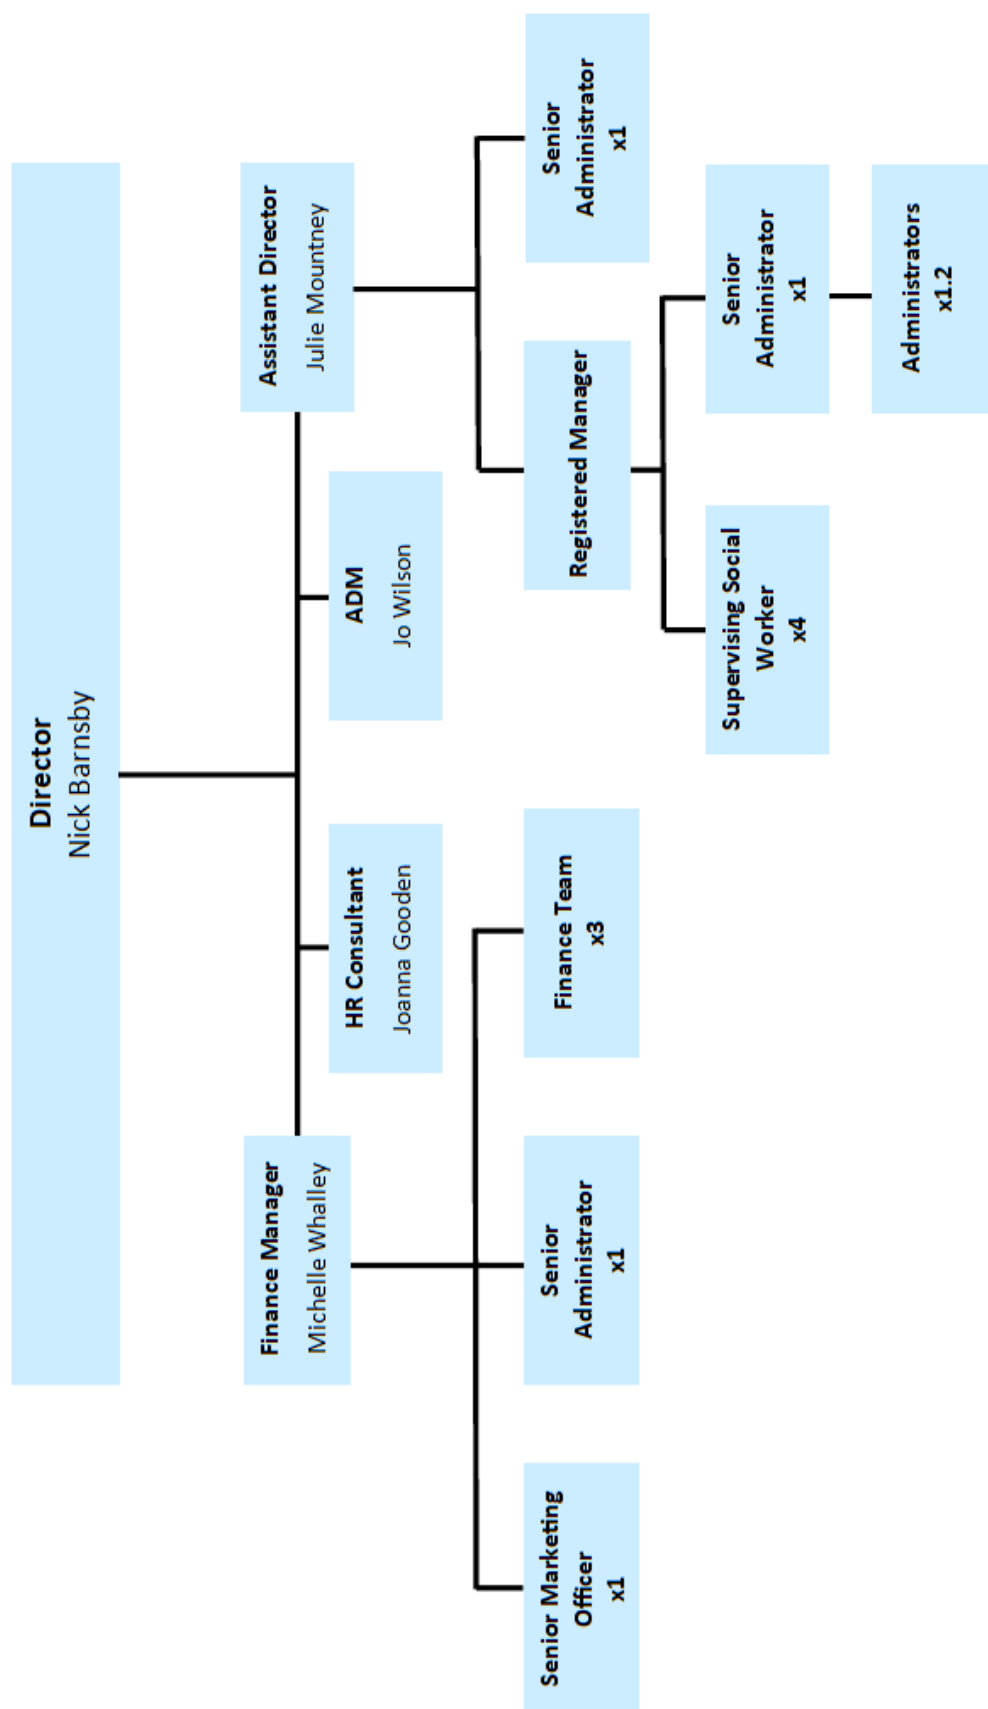 Director
Nick Barnsby
Finance Manager
Michelle Whalley
HR Consultant
Joanna Gooden
ADM
Jo Wilson
Assistant Director
Julie Mountney
Senior Marketing
Officer
x1
Senior
Administrator
x1
Finance Team
x3
Registered Manager
Senior
Administrator
x1
Supervising Social
Worker
x4
Senior
Administrator
x1
Administrators
x1.2